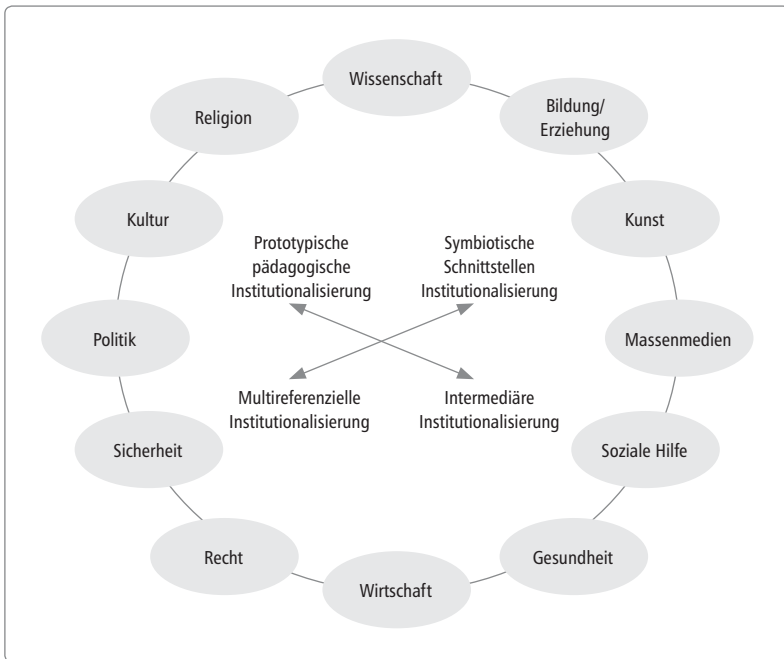 Wissenschaft
Religion
Bildung/
Erziehung
Kultur
Kunst
Prototypische
pädagogische
Institutionalisierung
Symbiotische
Schnittstellen
Institutionalisierung
Politik
Massenmedien
Multireferenzielle
Institutionalisierung
Intermediäre
Institutionalisierung
Sicherheit
Soziale Hilfe
Recht
Gesundheit
Wirtschaft